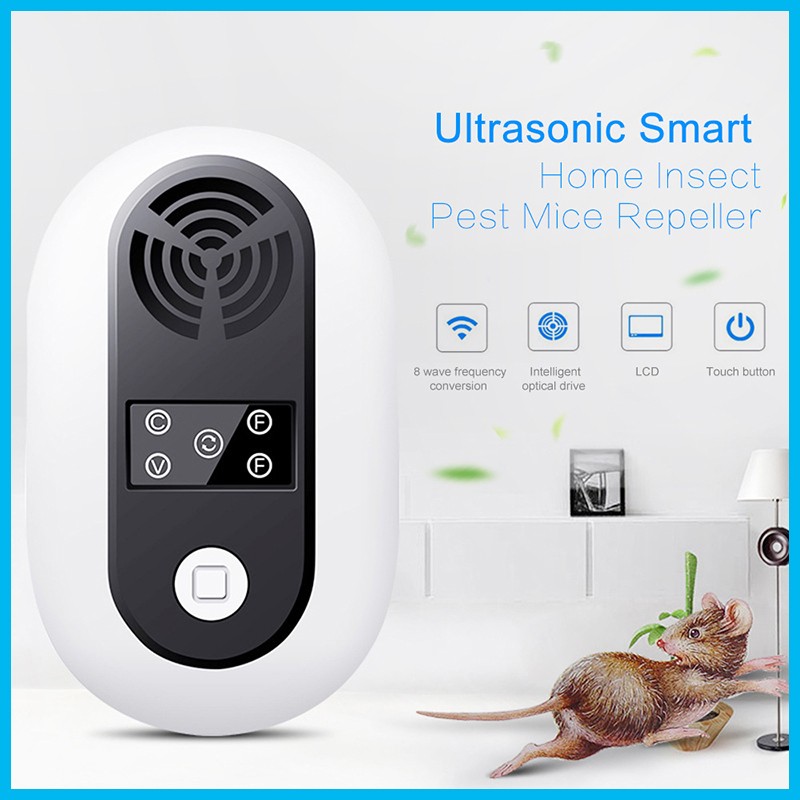 Ultrasonic Smart
Home Insect
Pest Mice Repeller
8 wave frequency
conversion
Intelligent
optical drive
LCD
Touch button
C
F
V
F